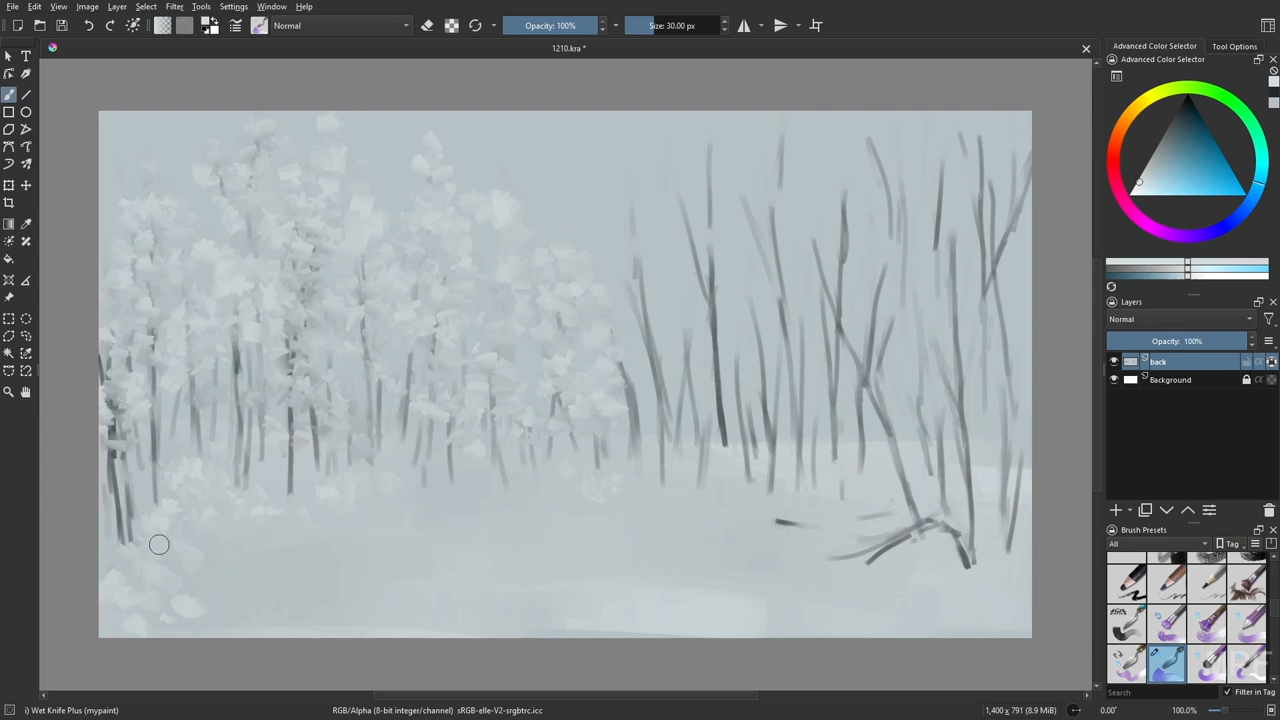 File Edit View Image Layer Select Filter Tools Settings Window Help
Normal Opacity: 100% Size: 30.00 px
1210.kra *
Advanced Color Selector Tool Options
Advanced Color Selector
Layers
Normal
Opacity: 100%
back
Background
Brush Presets
All Tag
Search Filter in Tag
i) Wet Knife Plus (mypaint) RGB/Alpha (8-bit integer/channel) sRGB-elle-V2-srgbtrc.icc 1,400 x 791 (8.9 MiB) 0.00° 100.0%